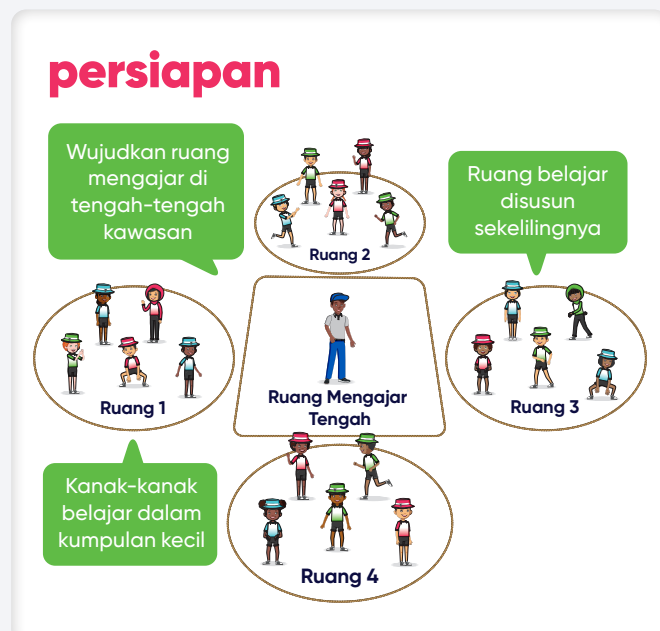 persiapan
Wujudkan ruang
mengajar di
tengah-tengah
kawasan
Ruang belajar
disusun
sekelilingnya
Ruang 2
Ruang 1
Ruang Mengajar
Tengah
Ruang 3
Kanak-kanak
belajar dalam
kumpulan kecil
Ruang 4